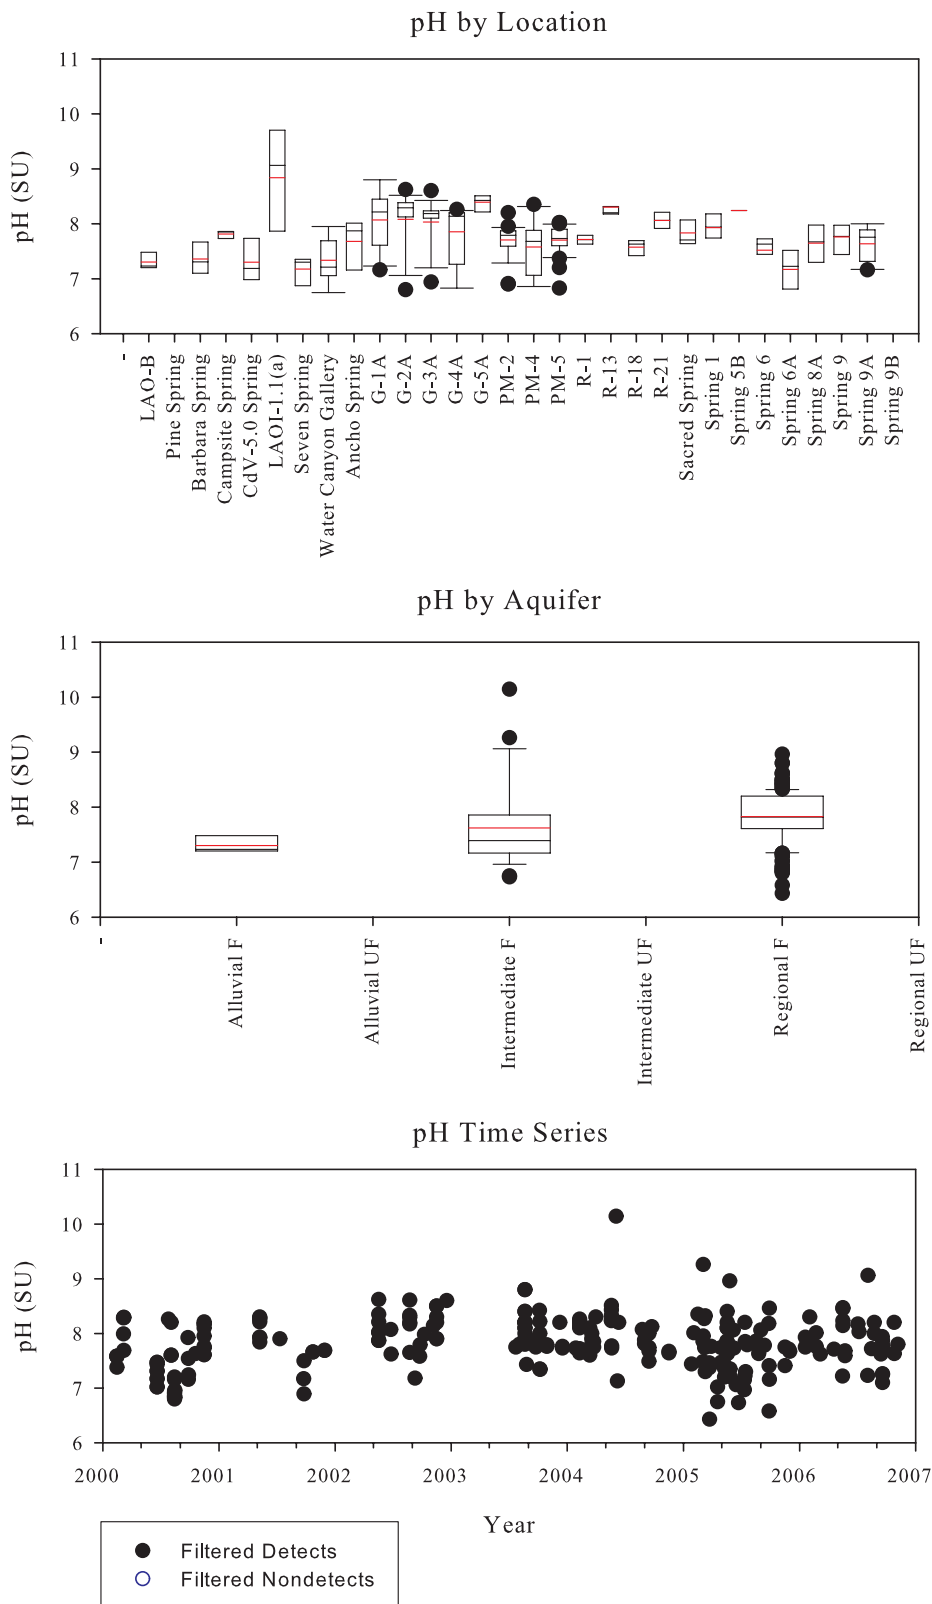 pH by Location
pH (SU)
11
10
9
8
7
6
-
LAO-B
Pine Spring
Barbara Spring
Campsite Spring
CdV-5.0 Spring
LAOI-1.1(a)
Seven Spring
Water Canyon Gallery
Ancho Spring
G-1A
G-2A
G-3A
G-4A
G-5A
PM-2
PM-4
PM-5
R-1
R-13
R-18
R-21
Sacred Spring
Spring 1
Spring 5B
Spring 6
Spring 6A
Spring 8A
Spring 9
Spring 9A
Spring 9B
pH by Aquifer
pH (SU)
11
10
9
8
7
6
-
Alluvial F
Alluvial UF
Intermediate F
Intermediate UF
Regional F
Regional UF
pH Time Series
pH (SU)
11
10
9
8
7
6
2000 2001 2002 2003 2004 2005 2006 2007
Year
Filtered Detects
Filtered Nondetects